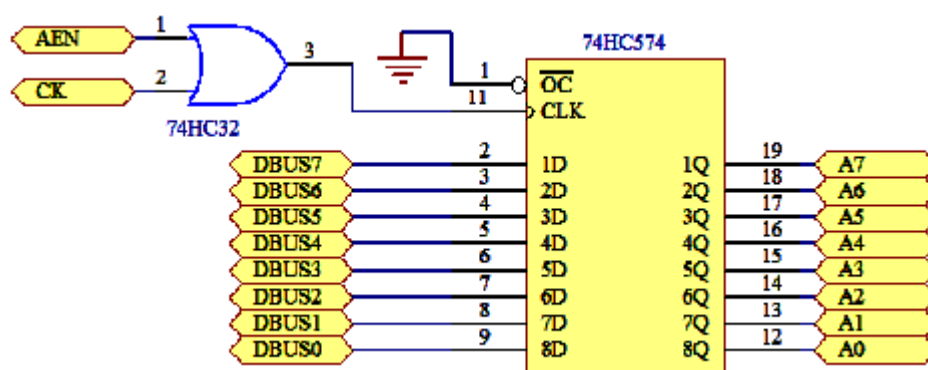 AEN 1
3
74HC574
CK 2
1 OC
11 CLK
74HC32
DBUS7 2 1D 1Q 19 A7
DBUS6 3 2D 2Q 18 A6
DBUS5 4 3D 3Q 17 A5
DBUS4 5 4D 4Q 16 A4
DBUS3 6 5D 5Q 15 A3
DBUS2 7 6D 6Q 14 A2
DBUS1 8 7D 7Q 13 A1
DBUS0 9 8D 8Q 12 A0